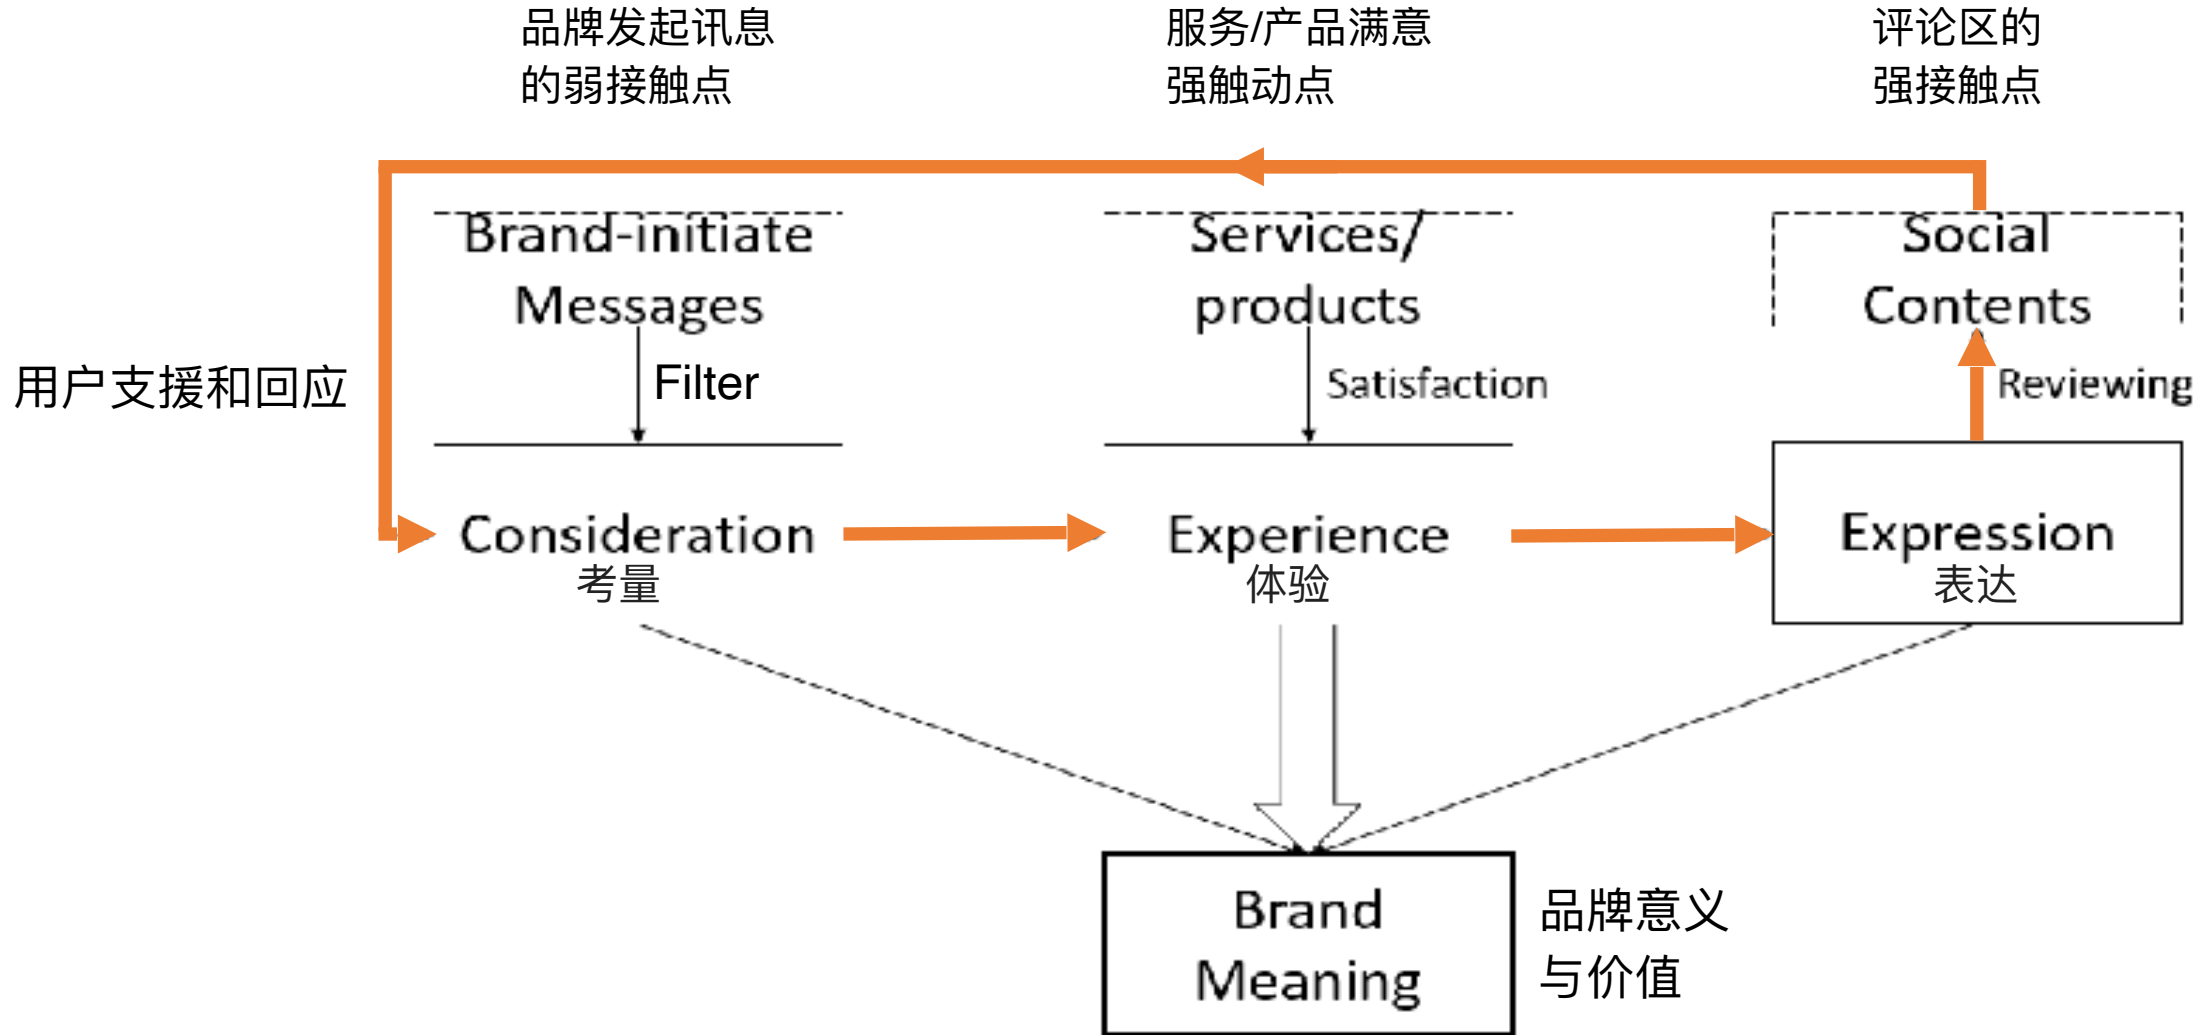 品牌发起讯息
的弱接触点
服务/产品满意
强触动点
评论区的
强接触点
Brand-initiate
Messages
Services/
products
Social
Contents
用户支援和回应
Filter
Satisfaction
Reviewing
Consideration
考量
Experience
体验
Expression
表达
Brand
Meaning
品牌意义
与价值